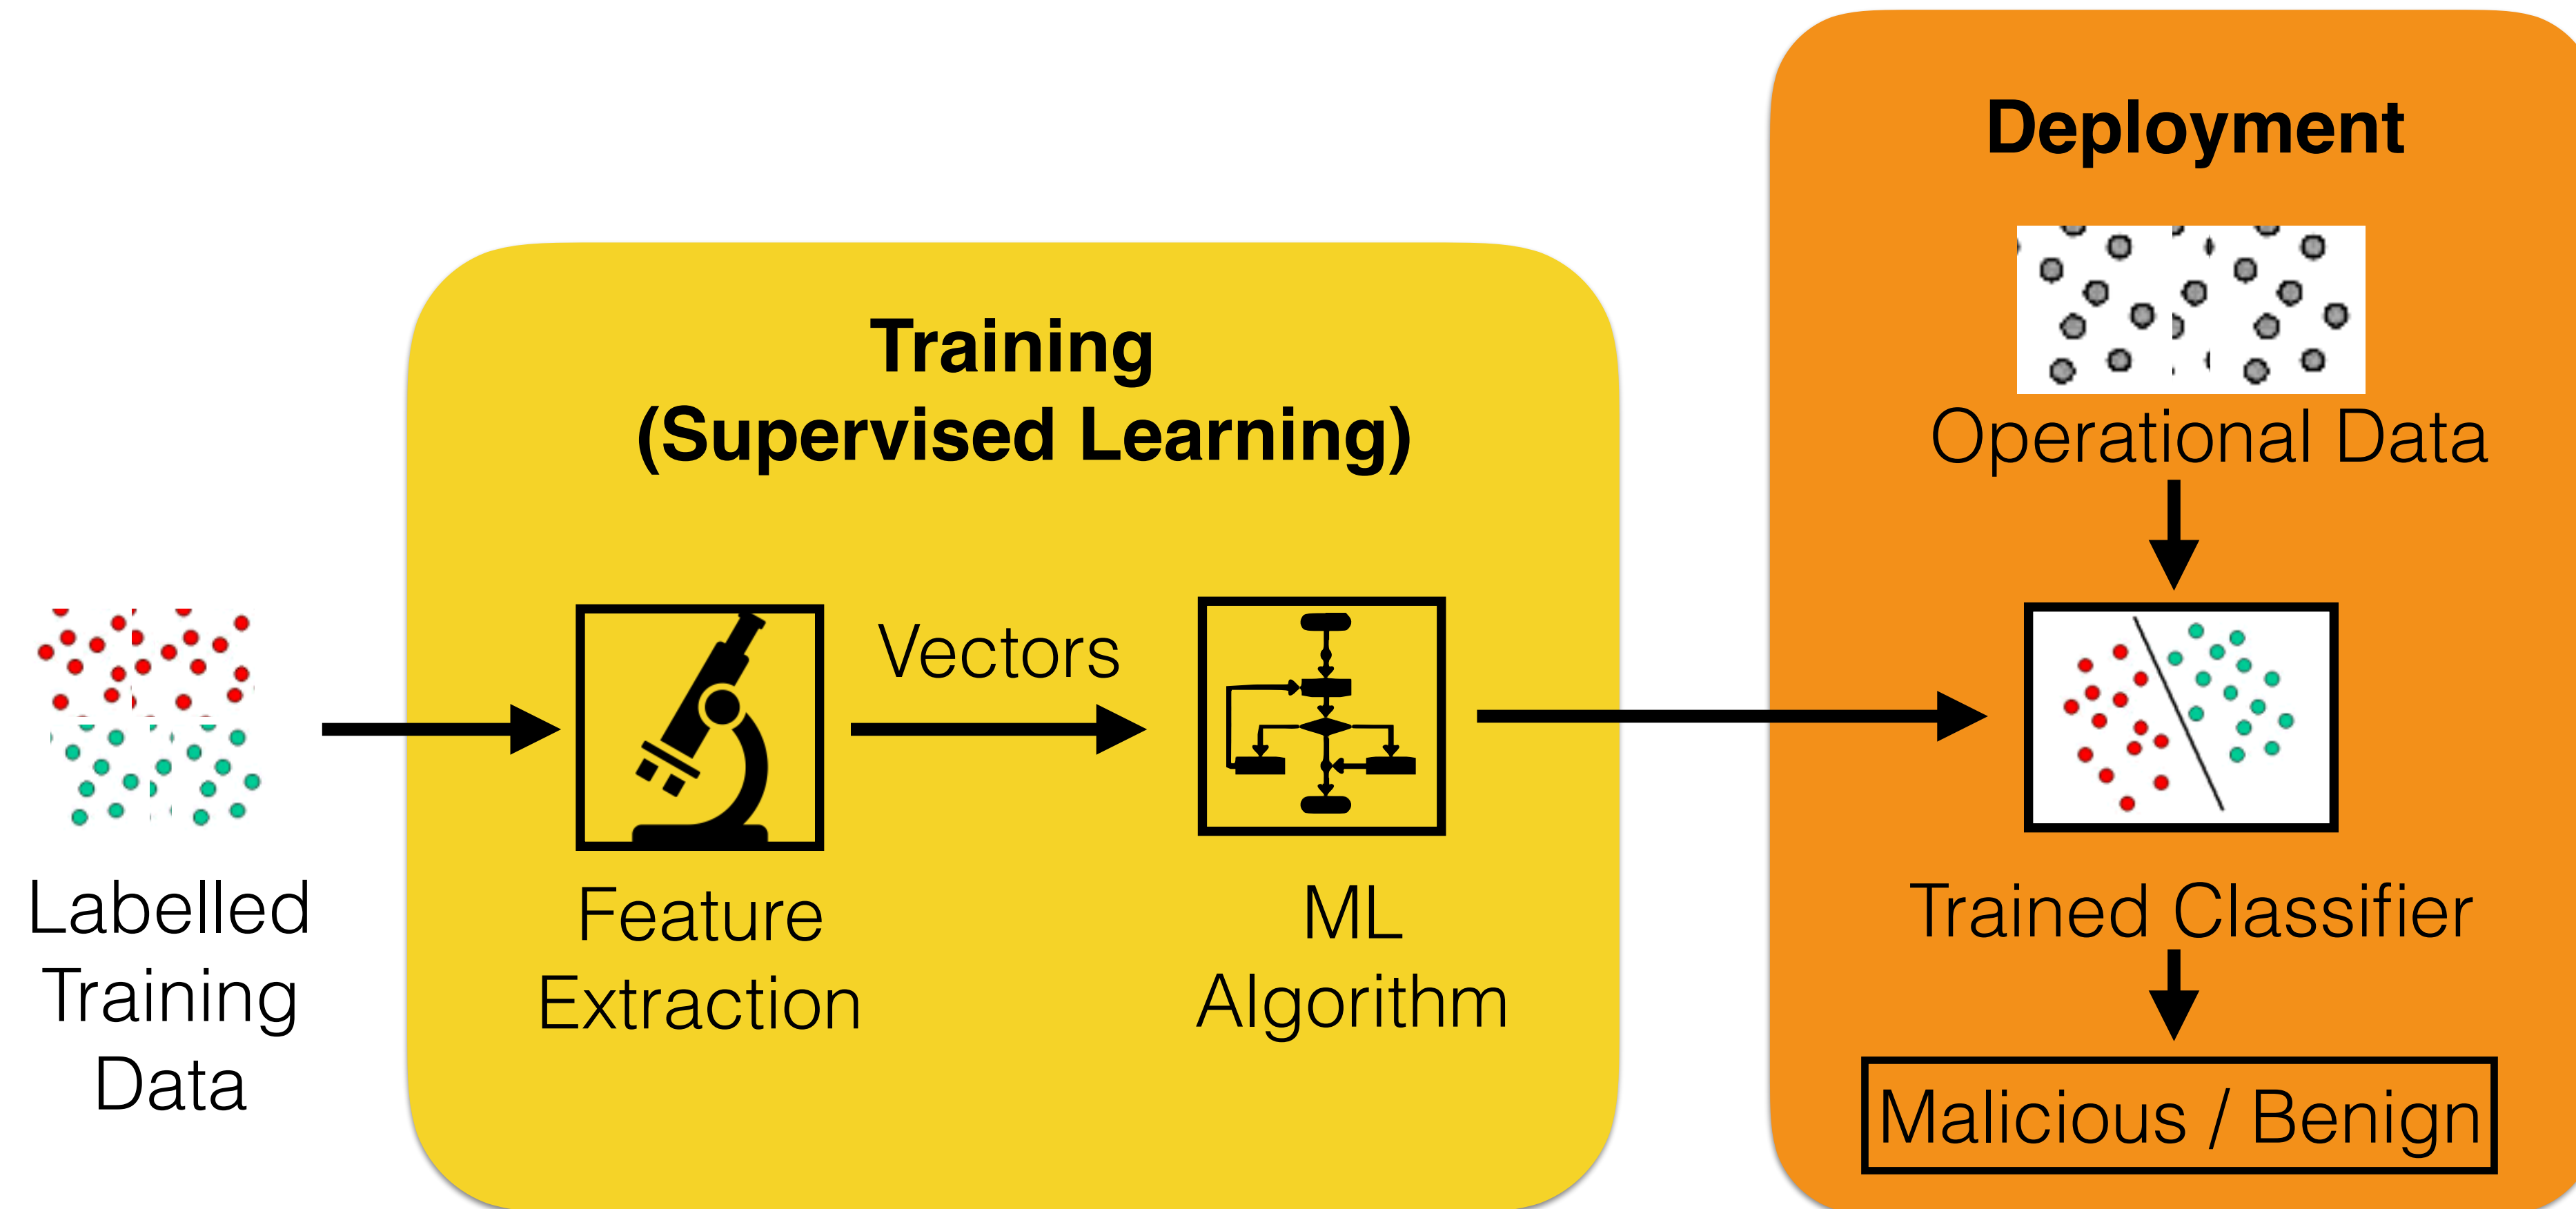 Labelled
Training
Data
Training
(Supervised Learning)
Feature
Extraction
Vectors
ML
Algorithm
Deployment
Operational Data
Trained Classifier
Malicious / Benign